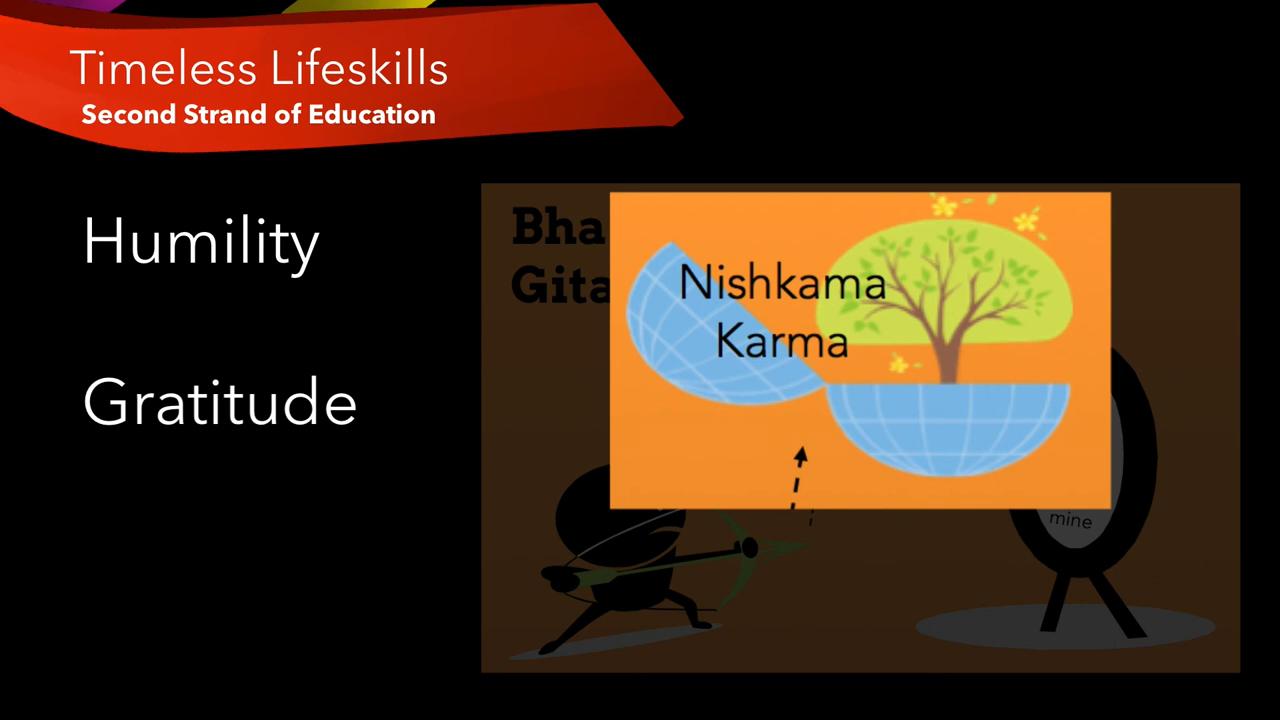 Timeless Lifeskills
Second Strand of Education
Humility
Gratitude
Bha
Gita
Nishkama
Karma
mine